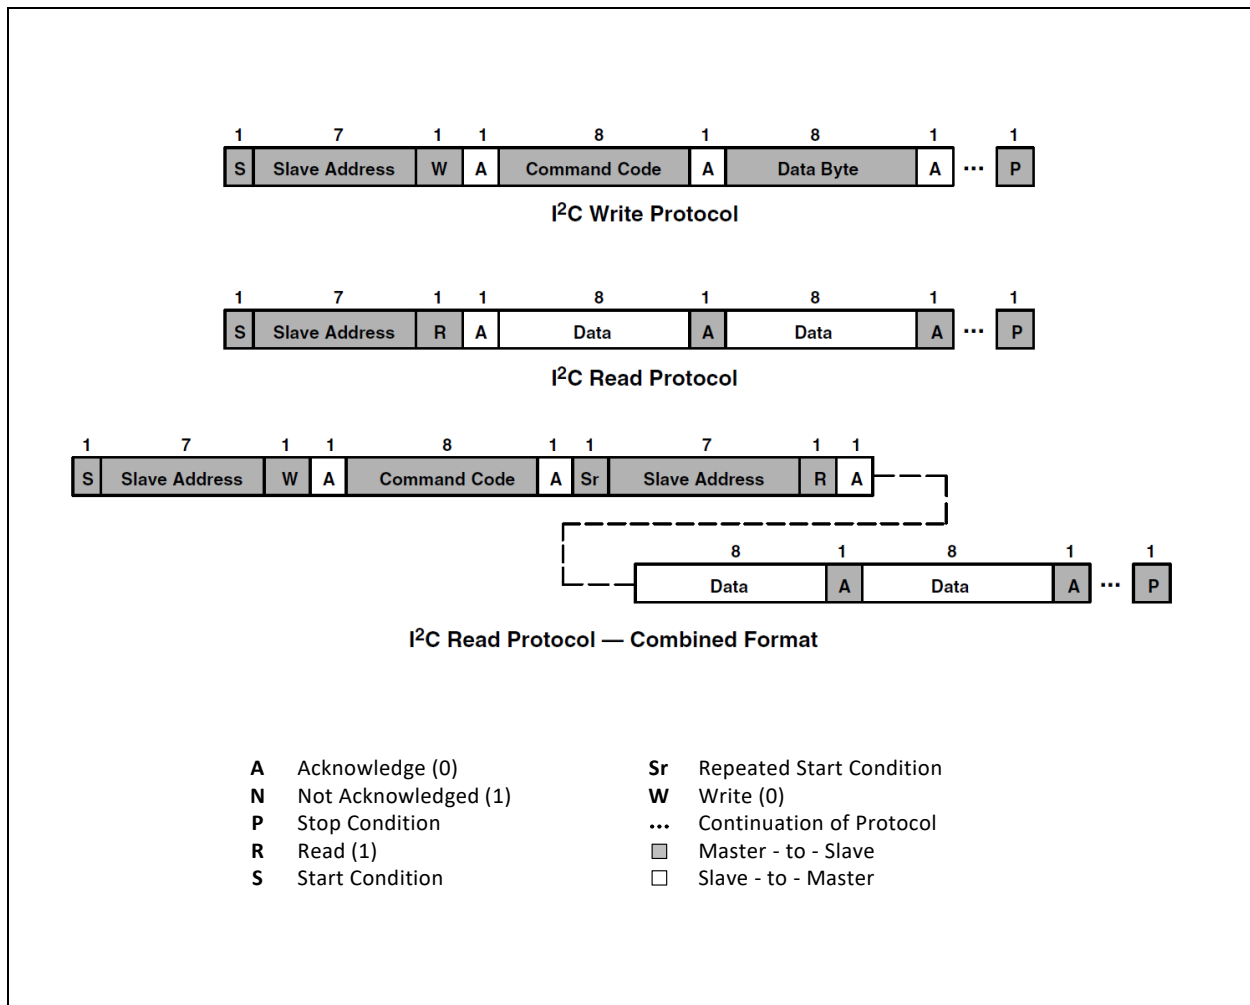 1 7 1 1 8 1 8 1 1
S Slave Address W A Command Code A Data Byte A ... P
I²C Write Protocol
1 7 1 1 8 1 8 1 1
S Slave Address R A Data A Data A ... P
I²C Read Protocol
1 7 1 1 8 1 1 7 1 1
S Slave Address W A Command Code A Sr Slave Address R A
8 1 8 1 1
Data A Data A ... P
I²C Read Protocol — Combined Format
A Acknowledge (0)
N Not Acknowledged (1)
P Stop Condition
R Read (1)
S Start Condition
Sr Repeated Start Condition
W Write (0)
... Continuation of Protocol
Master - to - Slave
Slave - to - Master